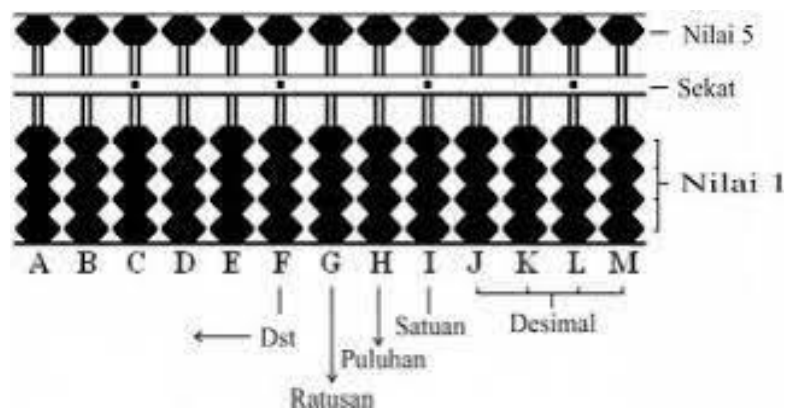 Nilai 5
Sekat
Nilai 1
A B C D E F G H I J K L M
Dst
Satuan
Desimal
Puluhan
Ratusan